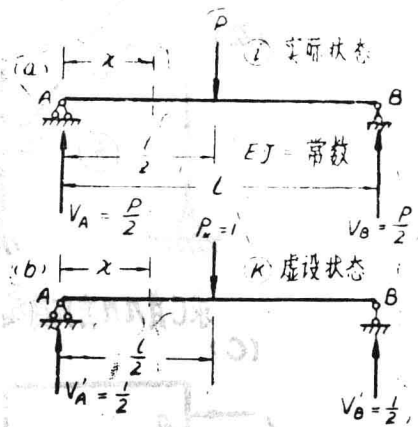 P
(a) x ⓘ 实际状态
A B
l/2 EJ = 常数
L
V_A = P/2 V_B = P/2
P_K = 1
(b) x Ⓚ 虚设状态
A B
l/2
V'_A = 1/2 V'_B = 1/2